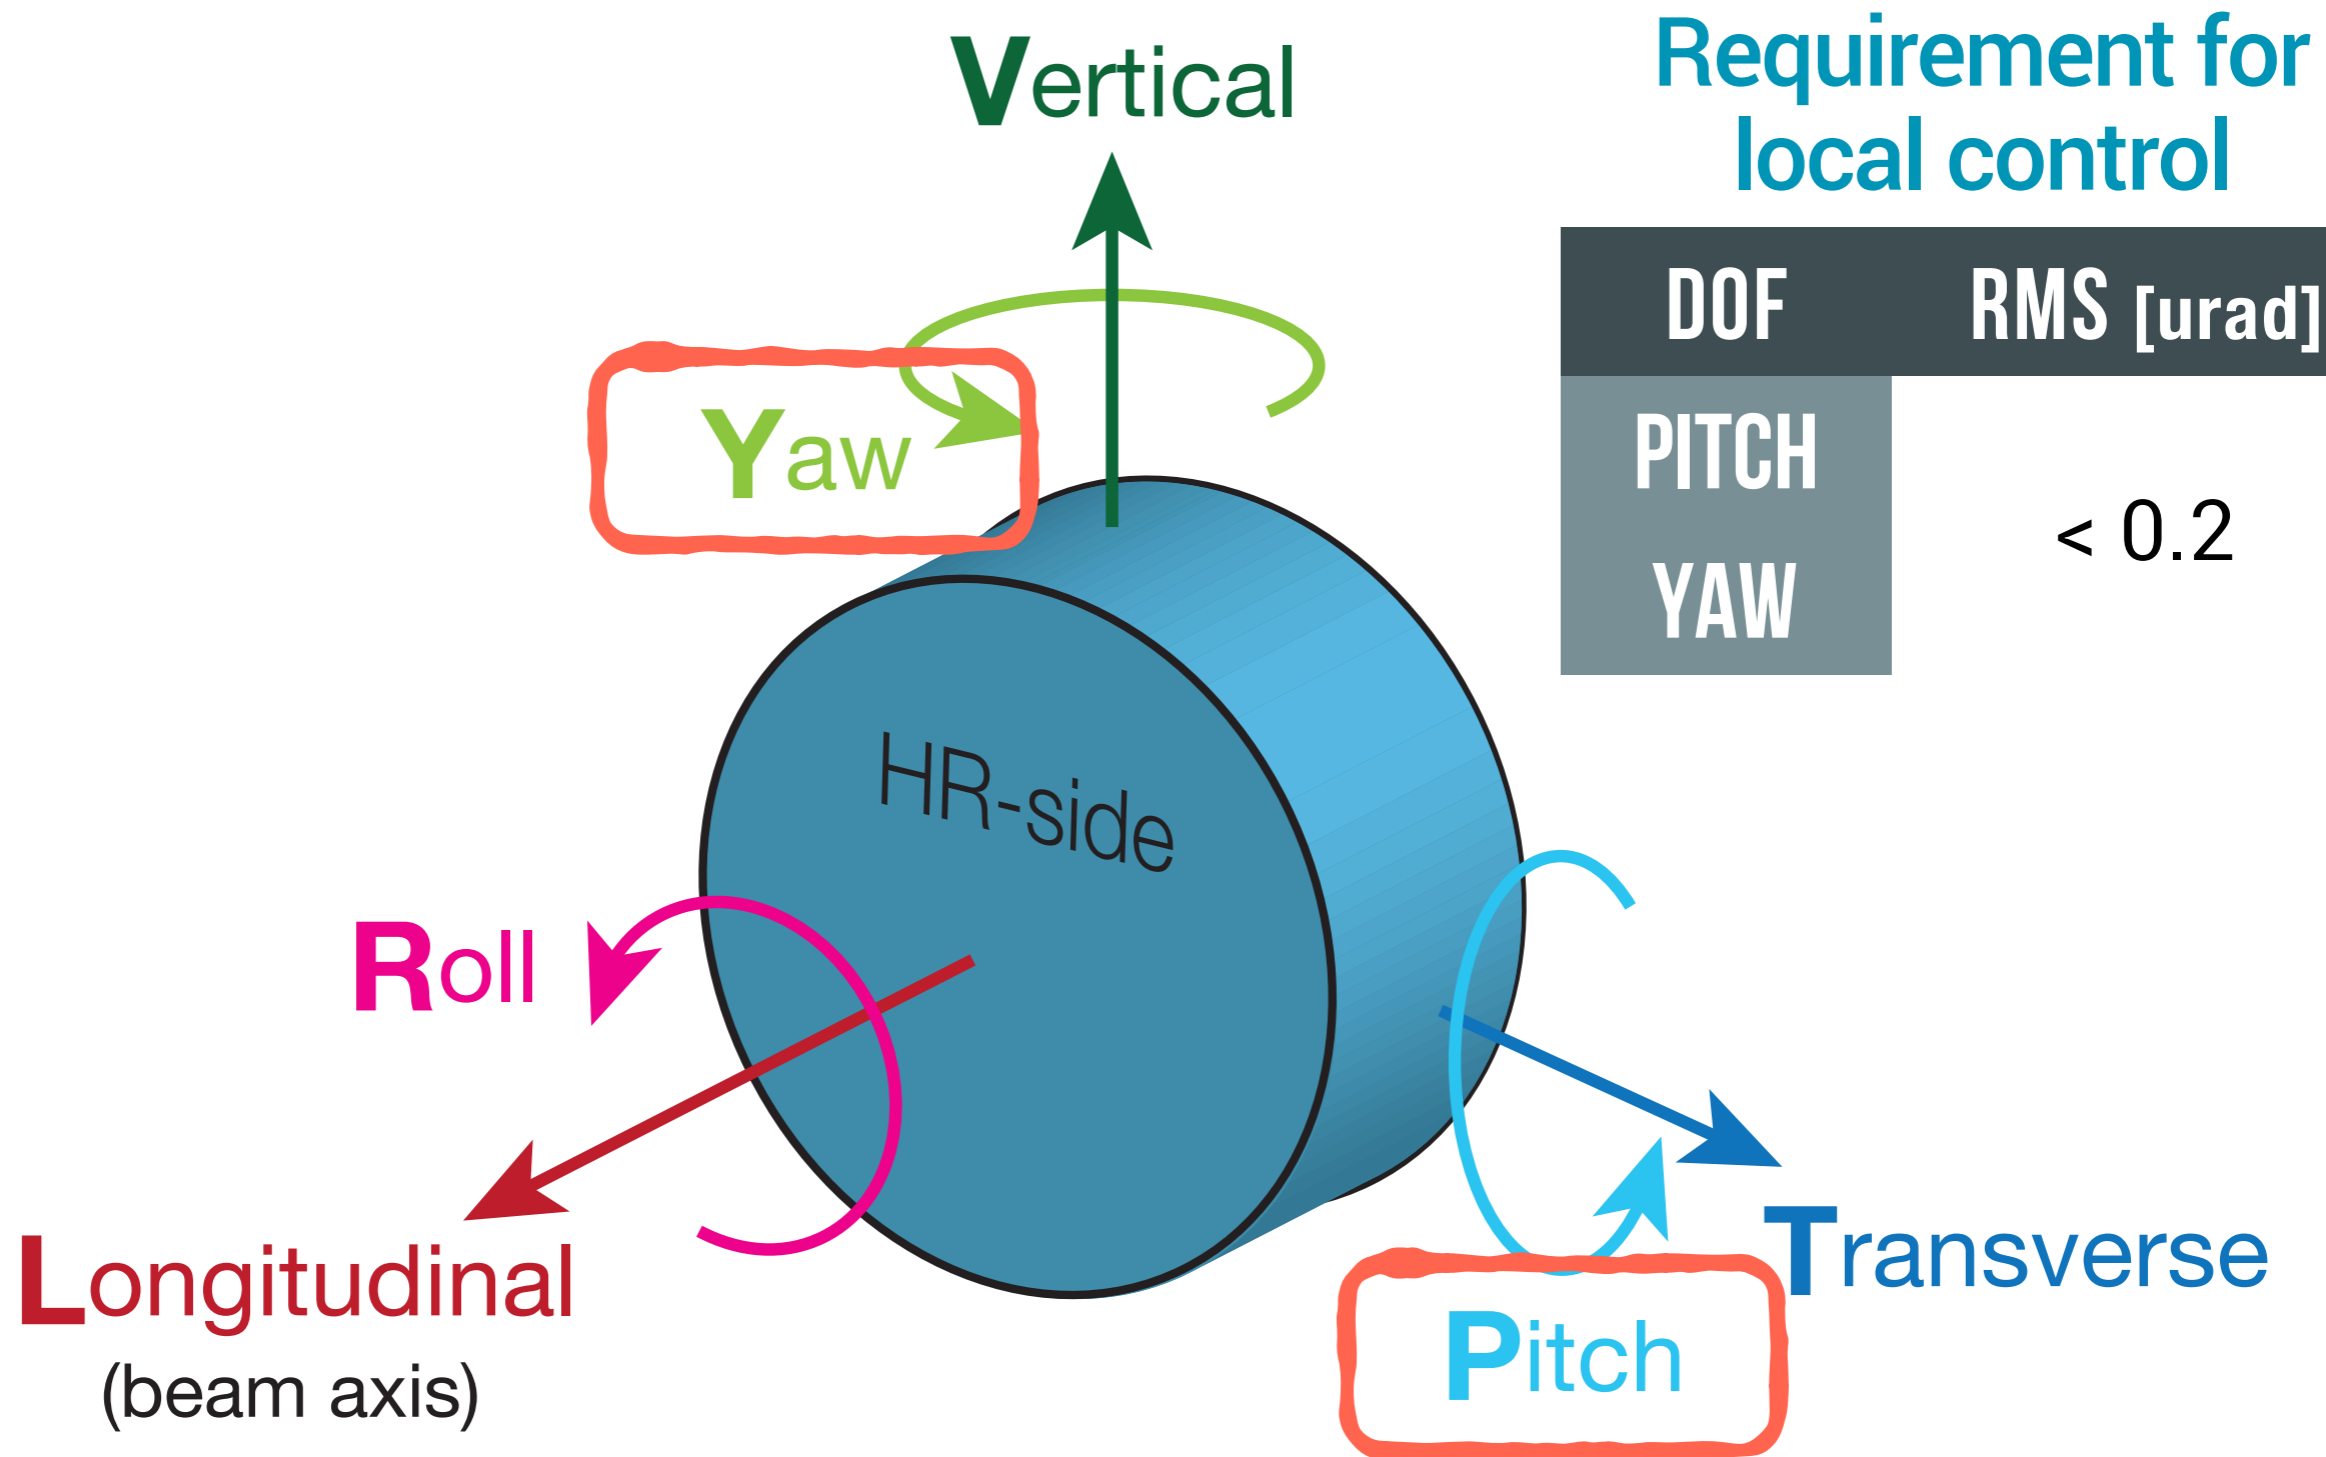 Vertical
Requirement for
local control
DOF RMS [urad]
PITCH
YAW
< 0.2
Yaw
HR-side
Roll
Longitudinal
(beam axis)
Transverse
Pitch